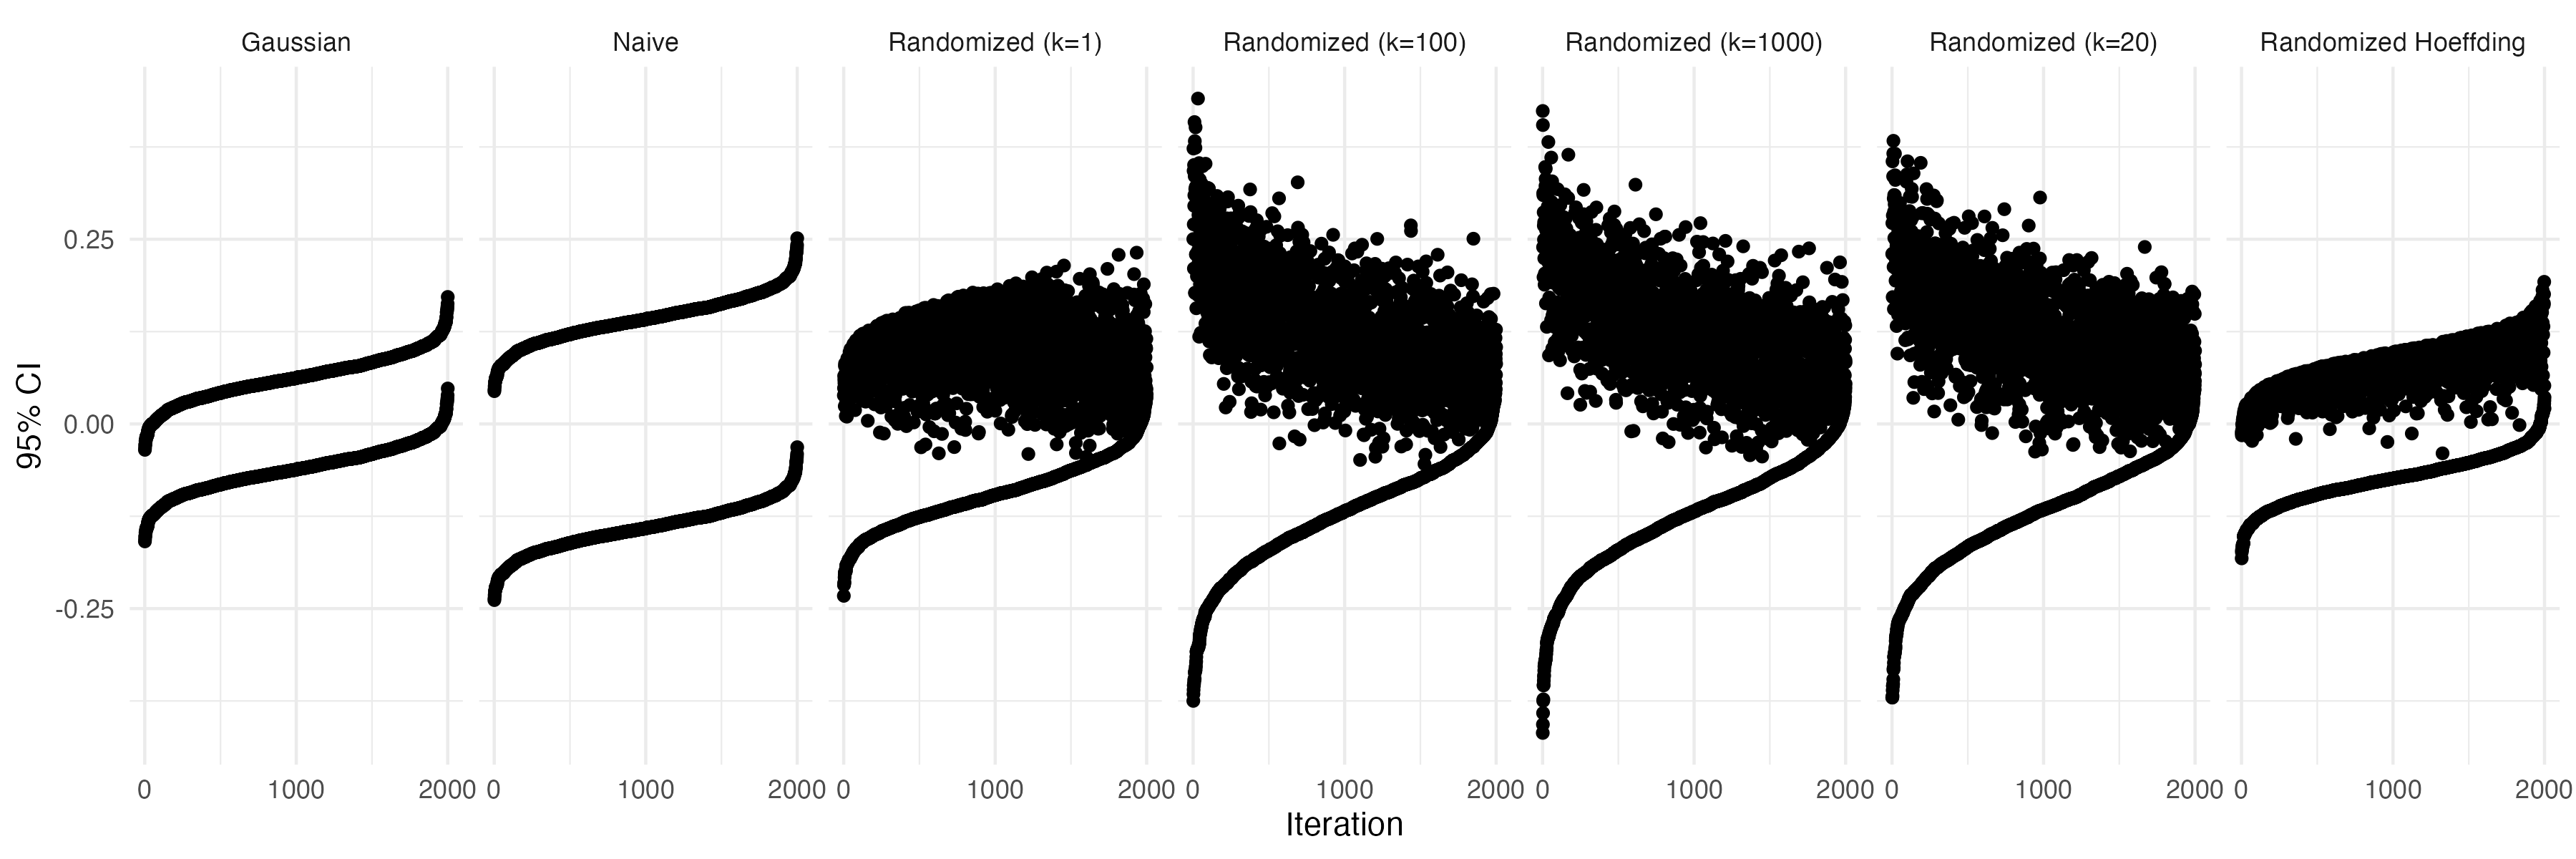 Gaussian Naive Randomized (k=1) Randomized (k=100) Randomized (k=1000) Randomized (k=20) Randomized Hoeffding
95% CI
0.25
0.00
-0.25
0 1000 2000 0 1000 2000 0 1000 2000 0 1000 2000 0 1000 2000 0 1000 2000 0 1000 2000
Iteration